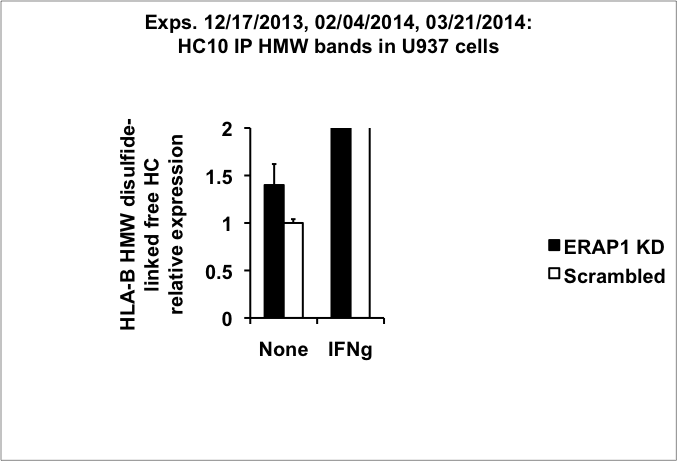 Exps. 12/17/2013, 02/04/2014, 03/21/2014:
HC10 IP HMW bands in U937 cells
HLA-B HMW disulfide-
linked free HC
relative expression
2
1.5
1
0.5
0
None IFNg
ERAP1 KD
Scrambled